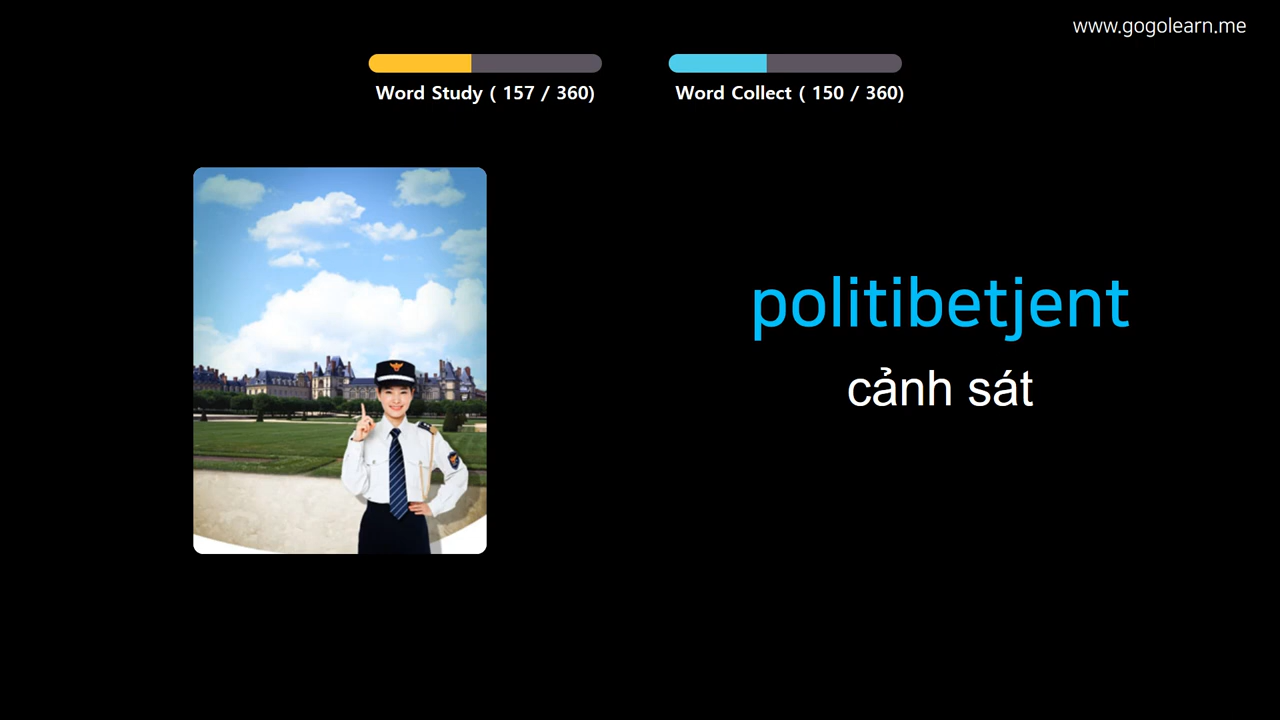 www.gogolearn.me
Word Study ( 157 / 360)
Word Collect ( 150 / 360)
politibetjent
cảnh sát